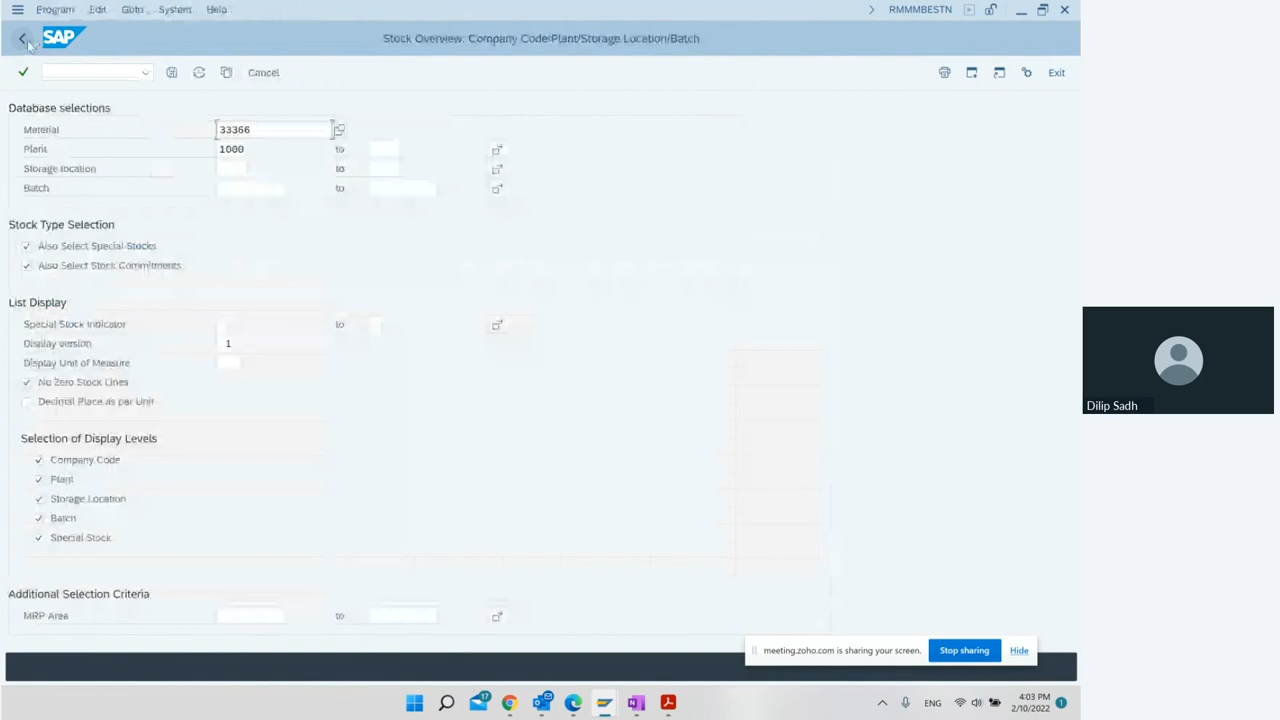 Program Edit Goto System Help RMMMBESTN
SAP Stock Overview: Company Code/Plant/Storage Location/Batch
Cancel Exit
Database selections
Material 33366
Plant 1000 to
Storage location to
Batch to
Stock Type Selection
Also Select Special Stocks
Also Select Stock Commitments
List Display
Special Stock Indicator to
Display version 1
Display Unit of Measure
No Zero Stock Lines
Decimal Place as per Unit
Selection of Display Levels
Company Code
Plant
Storage Location
Batch
Special Stock
Additional Selection Criteria
MRP Area to
Dilip Sadh
meeting.zoho.com is sharing your screen. Stop sharing Hide
17
ENG
4:03 PM
2/10/2022
1